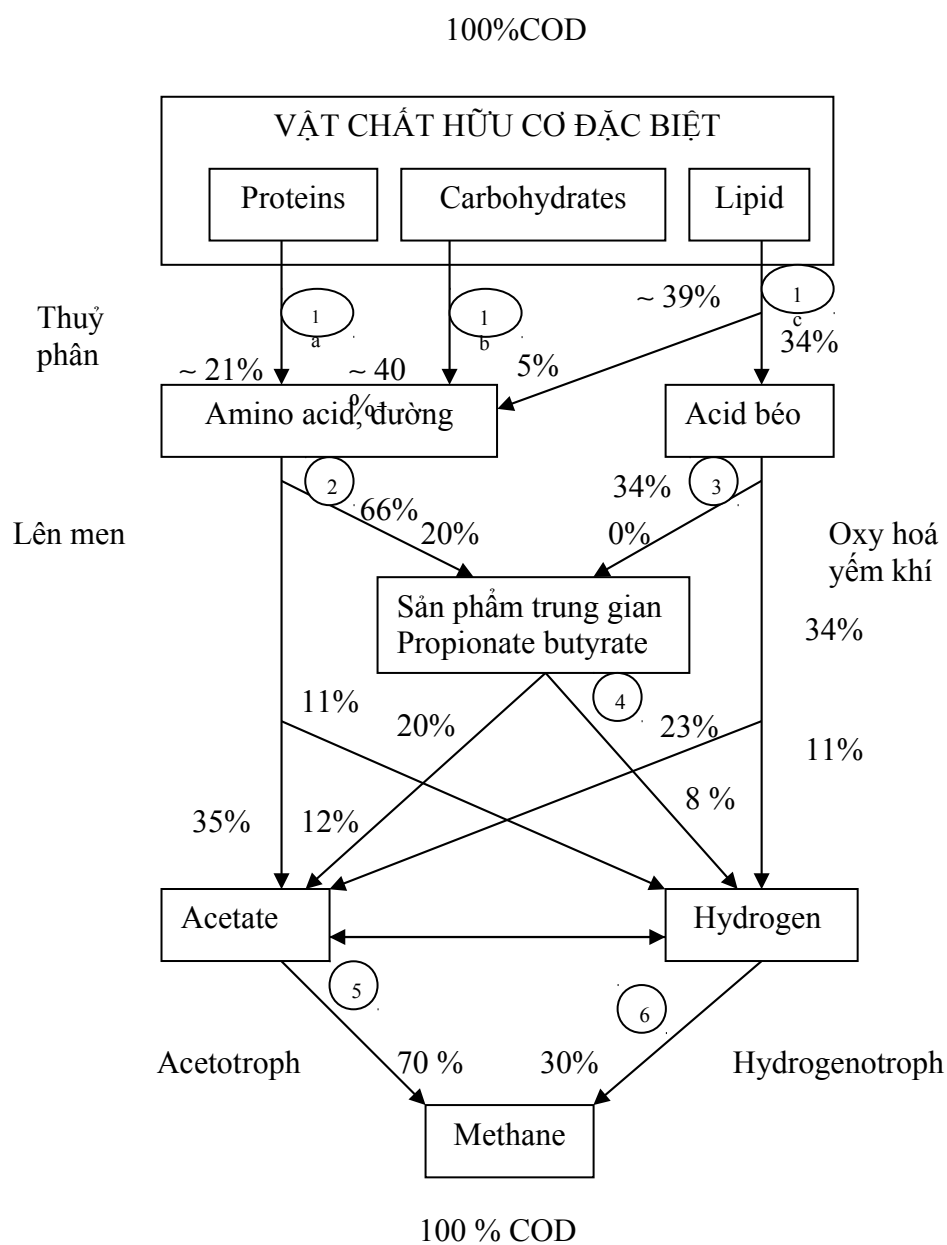 100%COD
VẬT CHẤT HỮU CƠ ĐẶC BIỆT
Proteins
Carbohydrates
Lipid
Thuỷ
phân
1
a
1
b
~ 39%
1
c
~ 21%
~ 40
%
5%
34%
Amino acid, đường
Acid béo
Lên men
2
66%
20%
34%
0%
3
Oxy hoá
yếm khí
Sản phẩm trung gian
Propionate butyrate
34%
4
11%
20%
23%
11%
35%
12%
8 %
Acetate
Hydrogen
5
6
Acetotroph
70 %
30%
Hydrogenotroph
Methane
100 % COD